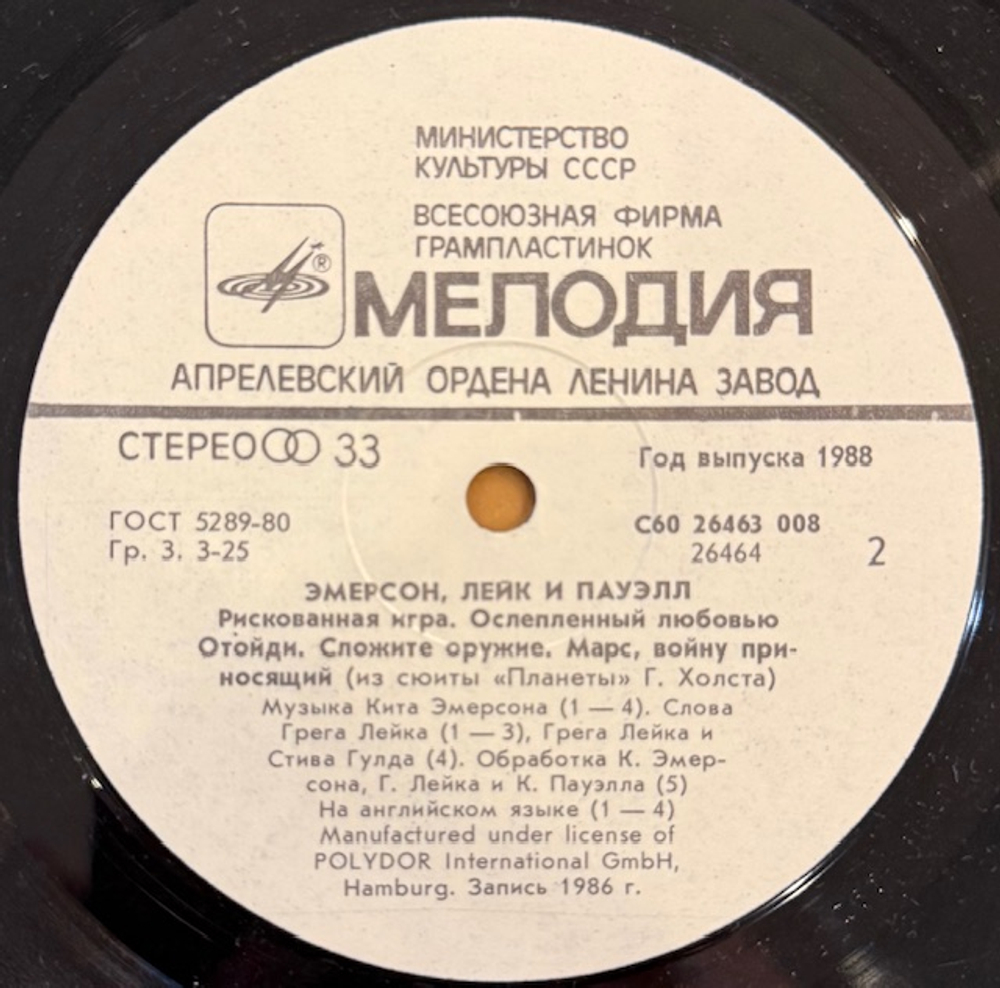 МИНИСТЕРСТВО
КУЛЬТУРЫ СССР
ВСЕСОЮЗНАЯ ФИРМА
ГРАМПЛАСТИНОК
®
МЕЛОДИЯ
АПРЕЛЕВСКИЙ ОРДЕНА ЛЕНИНА ЗАВОД
СТЕРЕО 33
Год выпуска 1988
ГОСТ 5289-80
Гр. 3. 3-25
С60 26463 008
26464
2
ЭМЕРСОН, ЛЕЙК И ПАУЭЛЛ
Рискованная игра. Ослепленный любовью
Отойди. Сложите оружие. Марс, войну при-
носящий (из сюиты «Планеты» Г. Холста)
Музыка Кита Эмерсона (1 — 4). Слова
Грега Лейка (1 — 3), Грега Лейка и
Стива Гулда (4). Обработка К. Эмер-
сона, Г. Лейка и К. Пауэлла (5)
На английском языке (1 — 4)
Manufactured under license of
POLYDOR International GmbH,
Hamburg. Запись 1986 г.